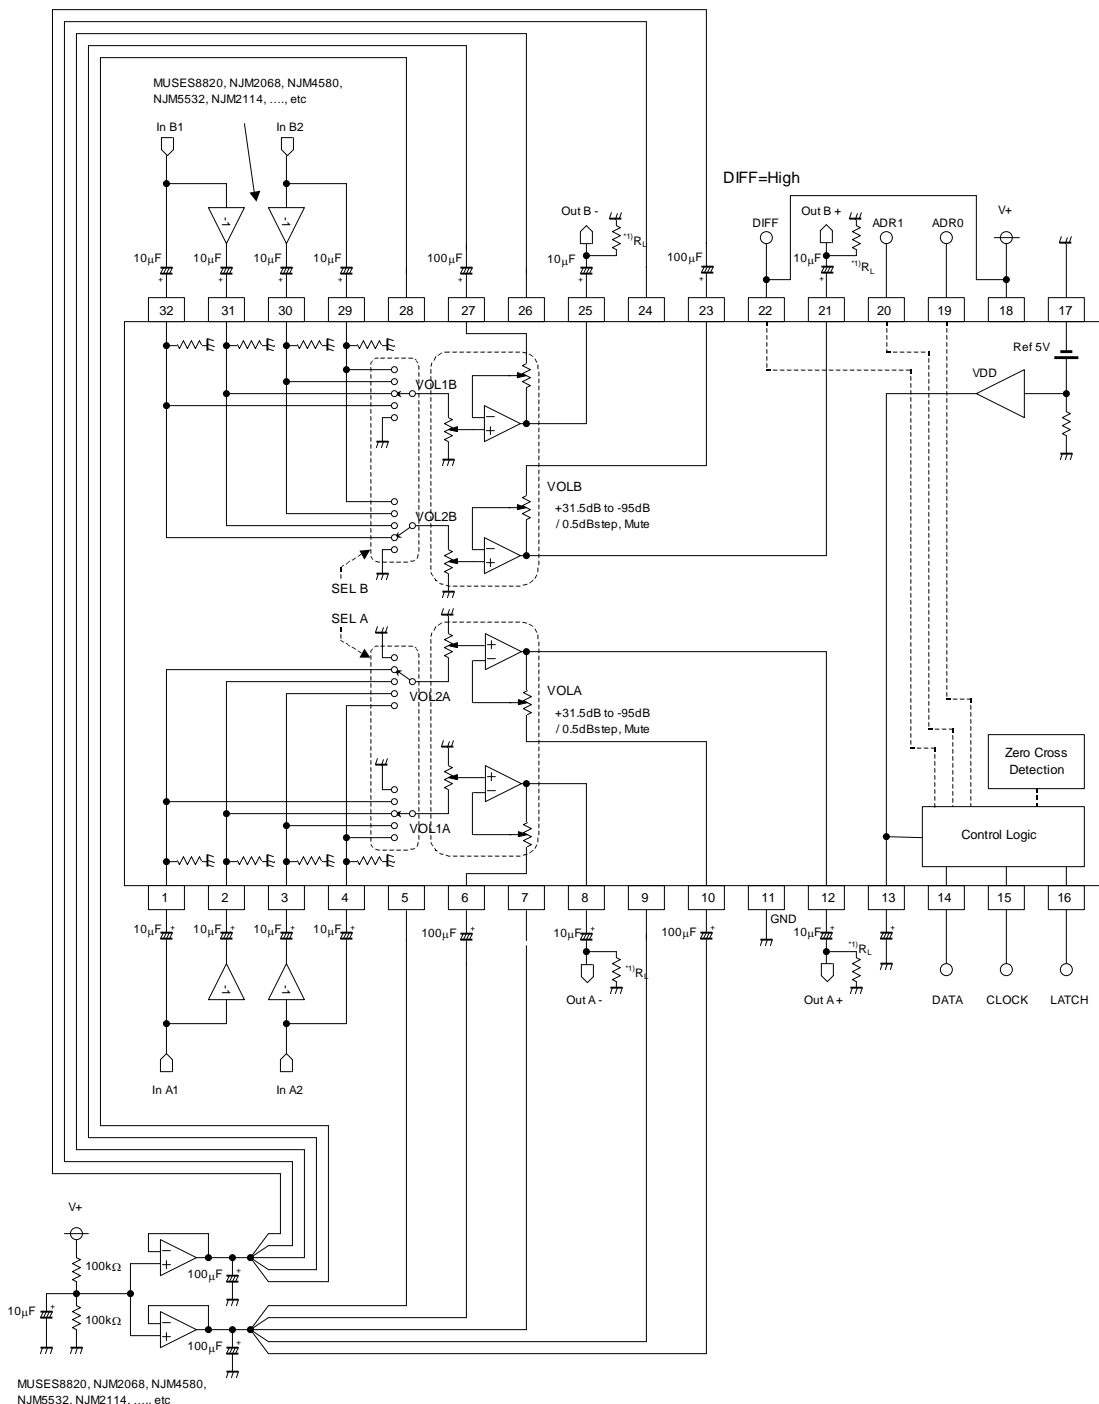 MUSES8820, NJM2068, NJM4580,
NJM5532, NJM2114, …., etc
In B1
In B2
DIFF=High
Out B -
*1)RL
DIFF
Out B +
*1)RL
ADR1
ADR0
V+
-1
-1
10µF
10µF
10µF
10µF
100µF
10µF
100µF
10µF
32
31
30
29
28
27
26
25
24
23
22
21
20
19
18
17
Ref 5V
VDD
VOL1B
VOLB
+31.5dB to -95dB
/ 0.5dBstep, Mute
VOL2B
SEL B
SEL A
VOL2A
VOLA
+31.5dB to -95dB
/ 0.5dBstep, Mute
Zero Cross
Detection
VOL1A
Control Logic
1
2
3
4
5
6
7
8
9
10
11
12
13
14
15
16
GND
10µF
10µF
10µF
10µF
100µF
10µF
100µF
10µF
*1)RL
*1)RL
-1
-1
Out A -
Out A +
DATA
CLOCK
LATCH
In A1
In A2
V+
100kΩ
100µF
10µF
100kΩ
100µF
MUSES8820, NJM2068, NJM4580,
NJM5532, NJM2114, …., etc